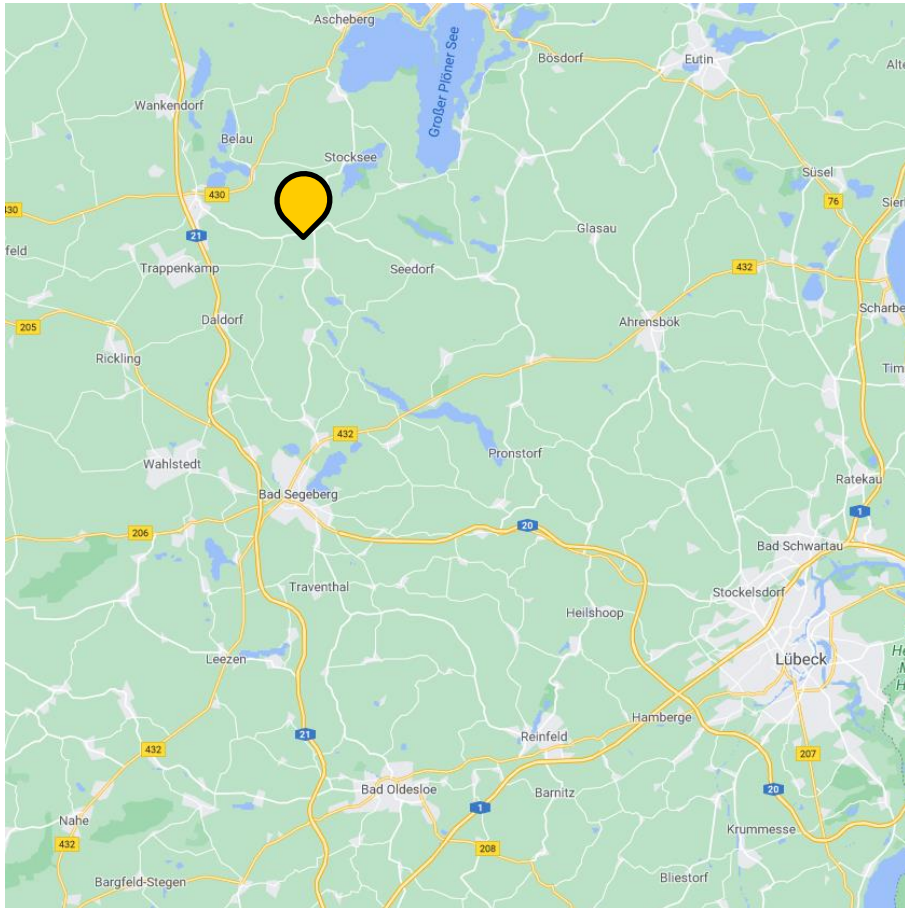 Ascheberg
Großer Plöner See
Bösdorf
Eutin
Alte
Wankendorf
Belau
Stocksee
Süsel
430
430
76
Sierk
21
Glasau
feld
Trappenkamp
Seedorf
432
Scharbe
205
Daldorf
Ahrensbök
Rickling
Tim
432
Wahlstedt
Pronstorf
Ratekau
Bad Segeberg
1
206
20
Bad Schwartau
Traventhal
Stockelsdorf
Heilshoop
Leezen
Lübeck
Hamberge
21
Reinfeld
432
207
Bad Oldesloe
Barnitz
20
1
Nahe
Krummesse
432
208
Bliestorf
Bargfeld-Stegen